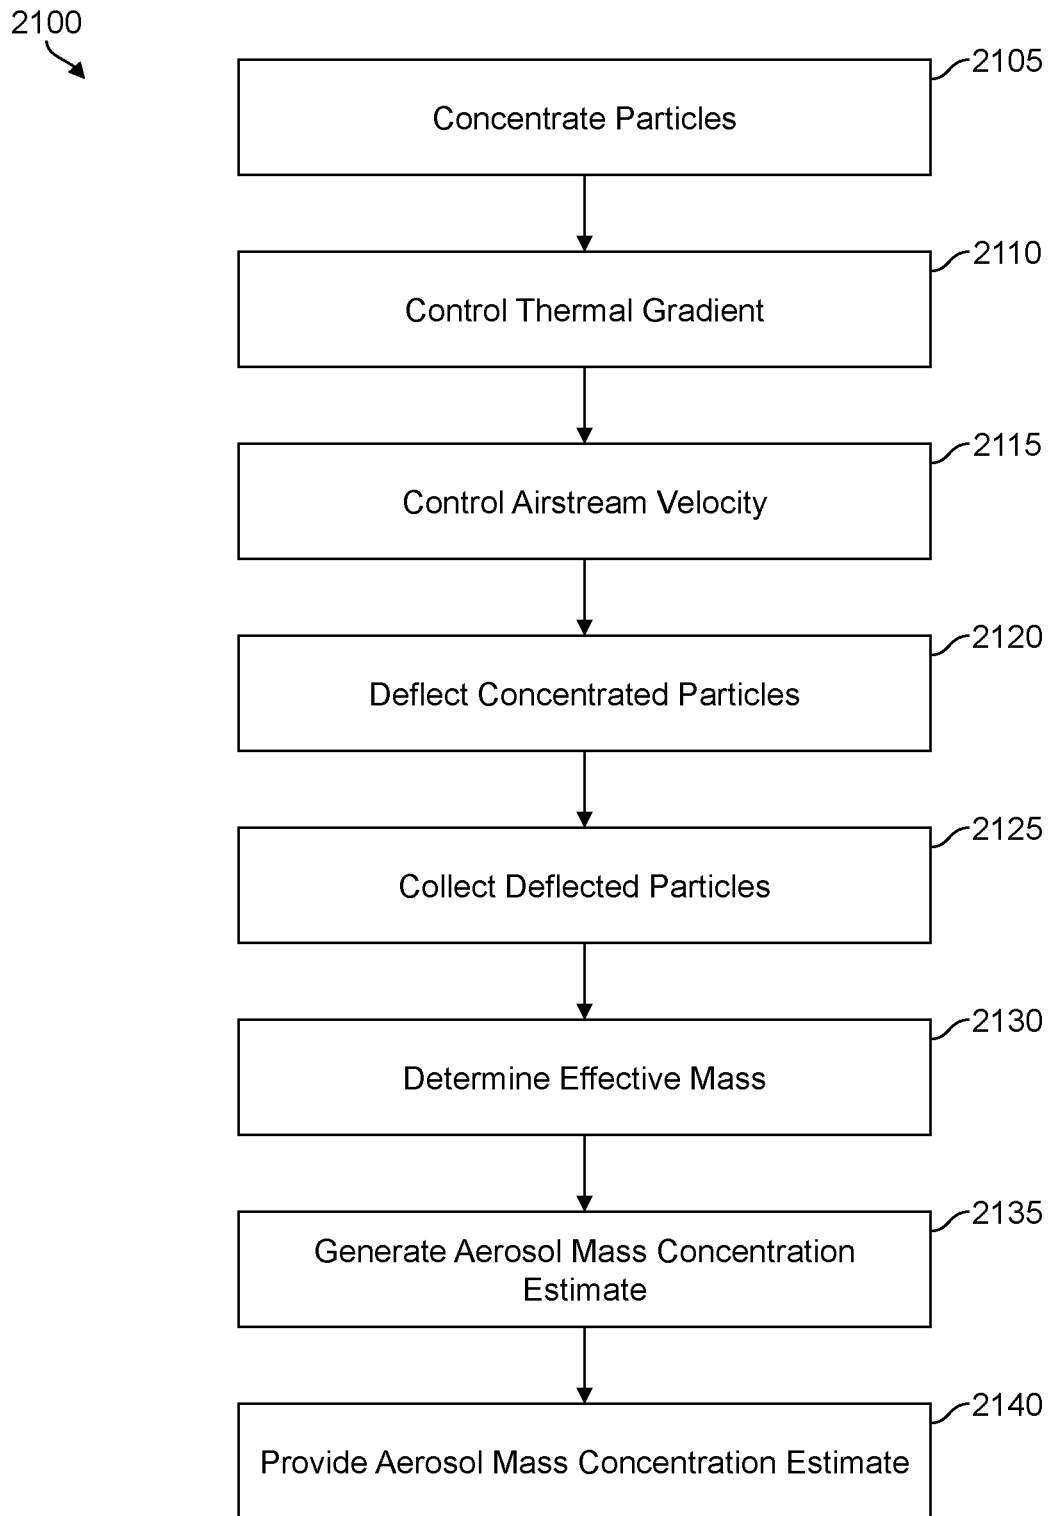 2100
2105
Concentrate Particles
2110
Control Thermal Gradient
2115
Control Airstream Velocity
2120
Deflect Concentrated Particles
2125
Collect Deflected Particles
2130
Determine Effective Mass
2135
Generate Aerosol Mass Concentration
Estimate
2140
Provide Aerosol Mass Concentration Estimate